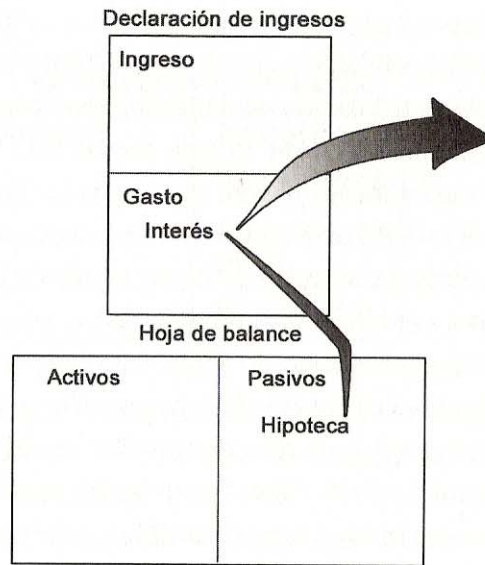 Declaración de ingresos
Ingreso
Gasto
Interés
Hoja de balance
Activos
Pasivos
Hipoteca